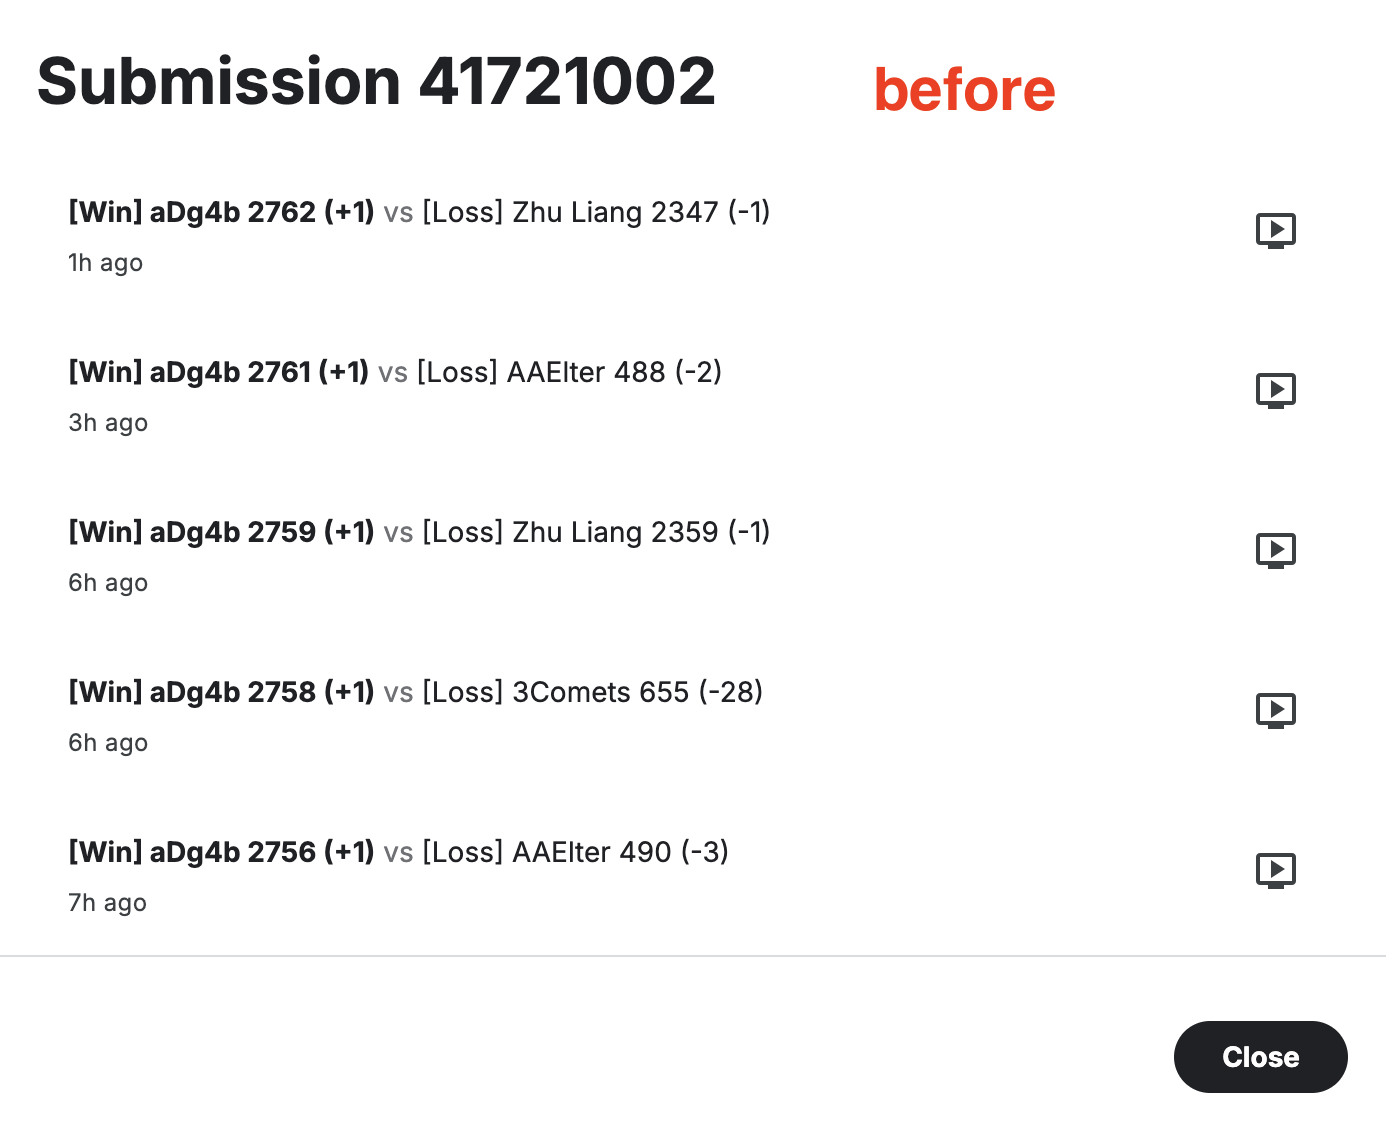 Submission 41721002
before
[Win] aDg4b 2762 (+1) vs [Loss] Zhu Liang 2347 (-1)
1h ago
[Win] aDg4b 2761 (+1) vs [Loss] AAElter 488 (-2)
3h ago
[Win] aDg4b 2759 (+1) vs [Loss] Zhu Liang 2359 (-1)
6h ago
[Win] aDg4b 2758 (+1) vs [Loss] 3Comets 655 (-28)
6h ago
[Win] aDg4b 2756 (+1) vs [Loss] AAElter 490 (-3)
7h ago
Close